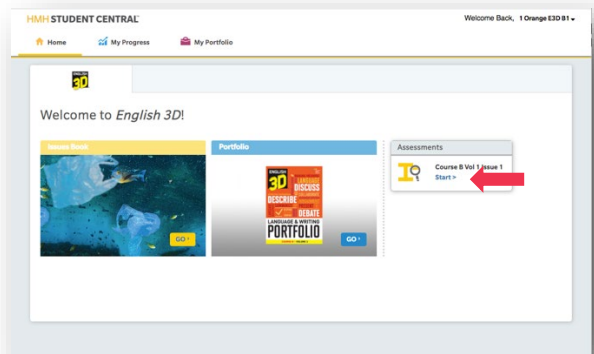 HMH STUDENT CENTRAL
Welcome Back, 1 Orange E3D B1
Home My Progress My Portfolio
ENGLISH
3D
Welcome to English 3D!
Issues Book
GO
Portfolio
ENGLISH
3D
LANGUAGE
DISCUSS
DESCRIBE
DEBATE
LANGUAGE & WRITING
PORTFOLIO
GO
Assessments
Course B Vol 1 Issue 1
Start >